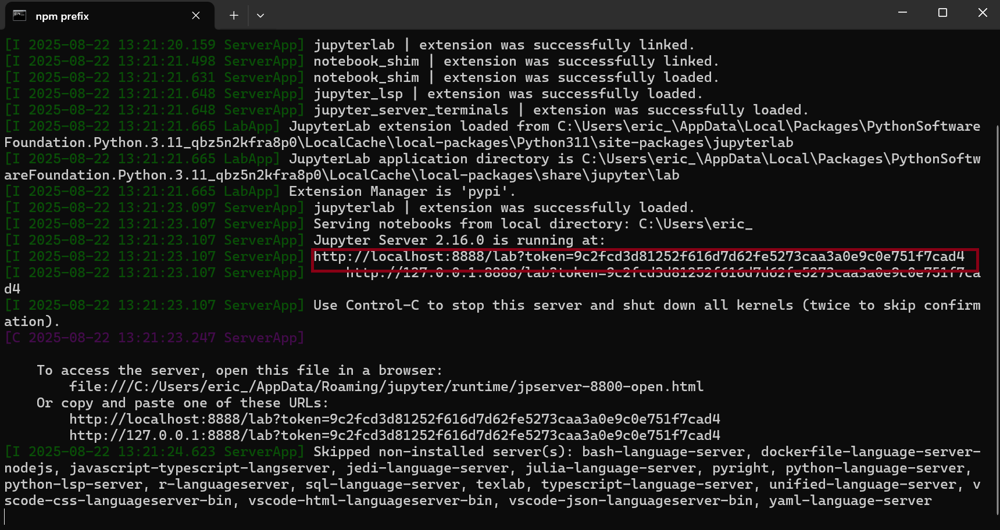 npm prefix
[I 2025-08-22 13:21:20.159 ServerApp] jupyterlab | extension was successfully linked.
[I 2025-08-22 13:21:21.498 ServerApp] notebook_shim | extension was successfully linked.
[I 2025-08-22 13:21:21.631 ServerApp] notebook_shim | extension was successfully loaded.
[I 2025-08-22 13:21:21.648 ServerApp] jupyter_lsp | extension was successfully loaded.
[I 2025-08-22 13:21:21.648 ServerApp] jupyter_server_terminals | extension was successfully loaded.
[I 2025-08-22 13:21:21.665 LabApp] JupyterLab extension loaded from C:\Users\eric_\AppData\Local\Packages\PythonSoftware
Foundation.Python.3.11_qbz5n2kfra8p0\LocalCache\local-packages\Python311\site-packages\jupyterlab
[I 2025-08-22 13:21:21.665 LabApp] JupyterLab application directory is C:\Users\eric_\AppData\Local\Packages\PythonSoftw
areFoundation.Python.3.11_qbz5n2kfra8p0\LocalCache\local-packages\share\jupyter\lab
[I 2025-08-22 13:21:21.665 LabApp] Extension Manager is 'pypi'.
[I 2025-08-22 13:21:23.097 ServerApp] jupyterlab | extension was successfully loaded.
[I 2025-08-22 13:21:23.107 ServerApp] Serving notebooks from local directory: C:\Users\eric_
[I 2025-08-22 13:21:23.107 ServerApp] Jupyter Server 2.16.0 is running at:
[I 2025-08-22 13:21:23.107 ServerApp] http://localhost:8888/lab?token=9c2fcd3d81252f616d7d62fe5273caa3a0e9c0e751f7cad4
[I 2025-08-22 13:21:23.107 ServerApp]     http://127.0.0.1:8888/lab?token=9c2fcd3d81252f616d7d62fe5273caa3a0e9c0e751f7ca
d4
[I 2025-08-22 13:21:23.107 ServerApp] Use Control-C to stop this server and shut down all kernels (twice to skip confirm
ation).
[C 2025-08-22 13:21:23.247 ServerApp]
To access the server, open this file in a browser:
file:///C:/Users/eric_/AppData/Roaming/jupyter/runtime/jpserver-8800-open.html
Or copy and paste one of these URLs:
http://localhost:8888/lab?token=9c2fcd3d81252f616d7d62fe5273caa3a0e9c0e751f7cad4
http://127.0.0.1:8888/lab?token=9c2fcd3d81252f616d7d62fe5273caa3a0e9c0e751f7cad4
[I 2025-08-22 13:21:24.623 ServerApp] Skipped non-installed server(s): bash-language-server, dockerfile-language-server-
nodejs, javascript-typescript-langserver, jedi-language-server, julia-language-server, pyright, python-language-server,
python-lsp-server, r-languageserver, sql-language-server, texlab, typescript-language-server, unified-language-server, v
scode-css-languageserver-bin, vscode-html-languageserver-bin, vscode-json-languageserver-bin, yaml-language-server